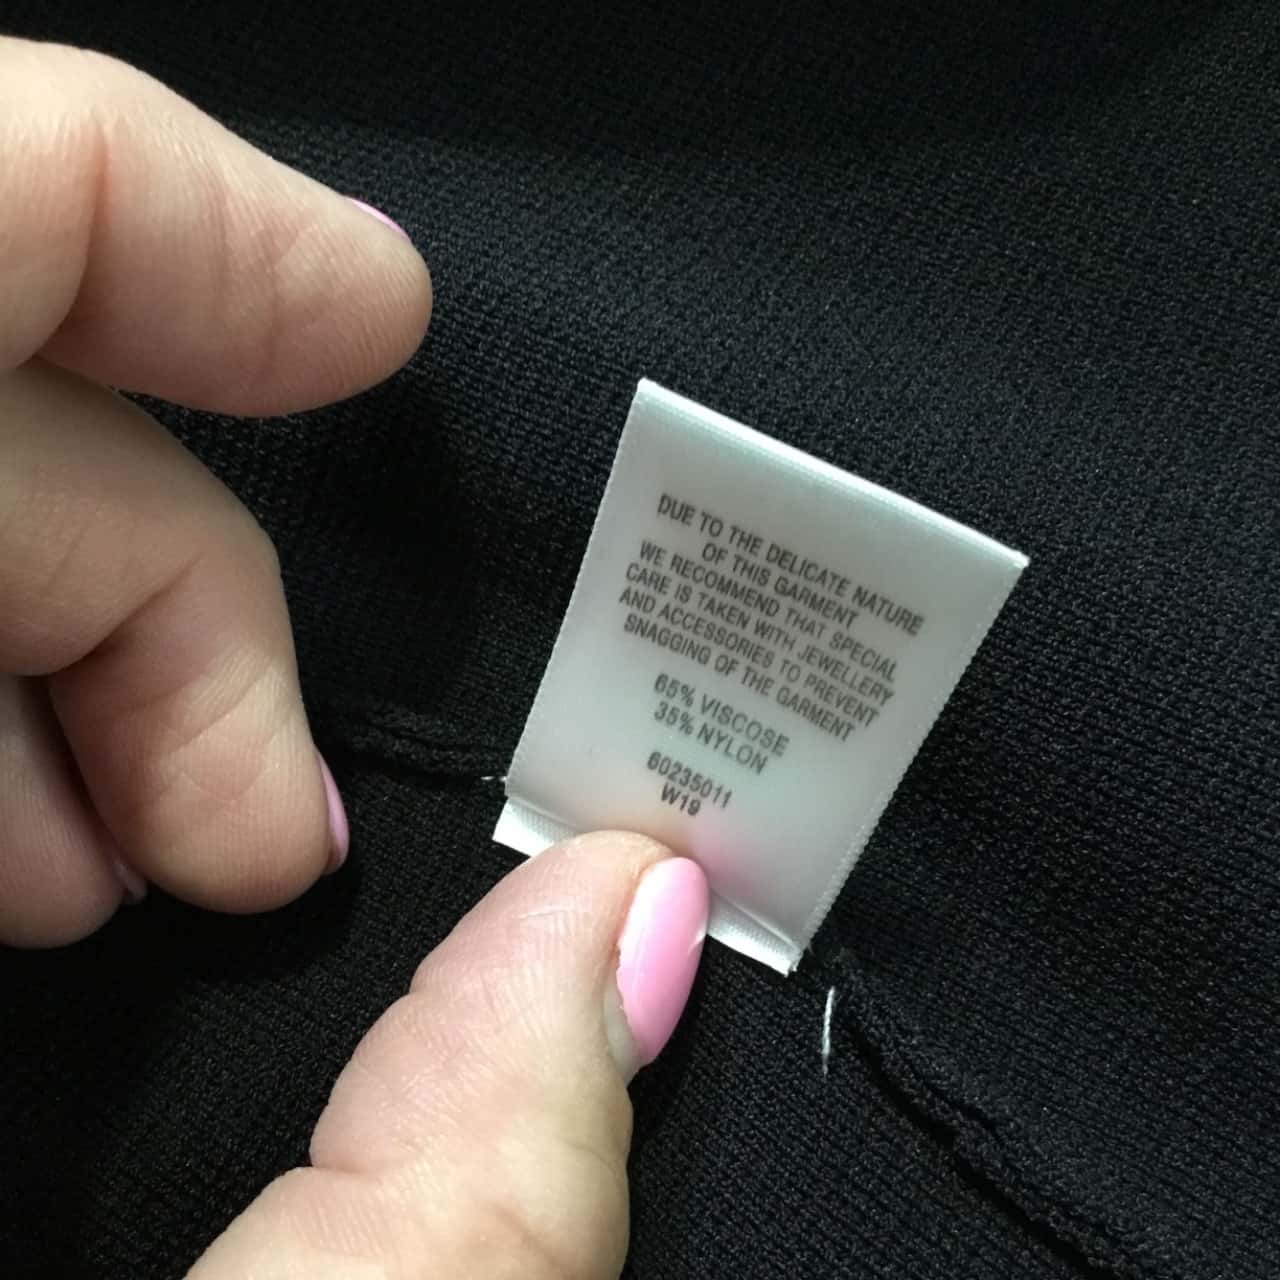 DUE TO THE DELICATE NATURE
OF THIS GARMENT
WE RECOMMEND THAT SPECIAL
CARE IS TAKEN WITH JEWELLERY
AND ACCESSORIES TO PREVENT
SNAGGING OF THE GARMENT
65% VISCOSE
35% NYLON
60235011
W19